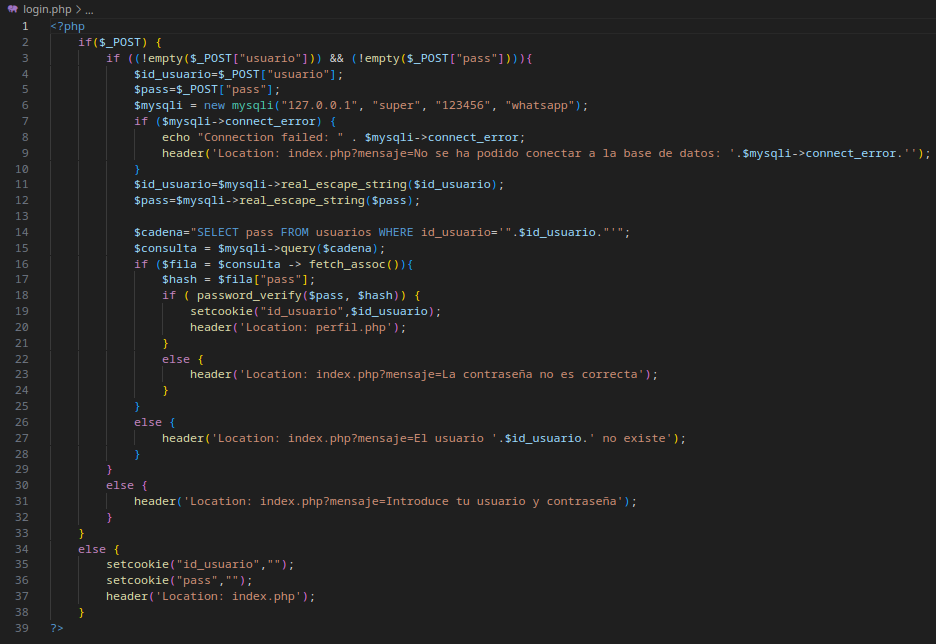 login.php > ...
1 <?php
2     if($_POST) {
3         if ((!empty($_POST["usuario"])) && (!empty($_POST["pass"]))){
4             $id_usuario=$_POST["usuario"];
5             $pass=$_POST["pass"];
6             $mysqli = new mysqli("127.0.0.1", "super", "123456", "whatsapp");
7             if ($mysqli->connect_error) {
8                 echo "Connection failed: " . $mysqli->connect_error;
9                 header('Location: index.php?mensaje=No se ha podido conectar a la base de datos: '.$mysqli->connect_error.'');
10             }
11             $id_usuario=$mysqli->real_escape_string($id_usuario);
12             $pass=$mysqli->real_escape_string($pass);
13
14             $cadena="SELECT pass FROM usuarios WHERE id_usuario='".$id_usuario."'";
15             $consulta = $mysqli->query($cadena);
16             if ($fila = $consulta -> fetch_assoc()){
17                 $hash = $fila["pass"];
18                 if ( password_verify($pass, $hash)) {
19                     setcookie("id_usuario",$id_usuario);
20                     header('Location: perfil.php');
21                 }
22                 else {
23                     header('Location: index.php?mensaje=La contraseña no es correcta');
24                 }
25             }
26             else {
27                 header('Location: index.php?mensaje=El usuario '.$id_usuario.' no existe');
28             }
29         }
30         else {
31             header('Location: index.php?mensaje=Introduce tu usuario y contraseña');
32         }
33     }
34     else {
35         setcookie("id_usuario","");
36         setcookie("pass","");
37         header('Location: index.php');
38     }
39 ?>